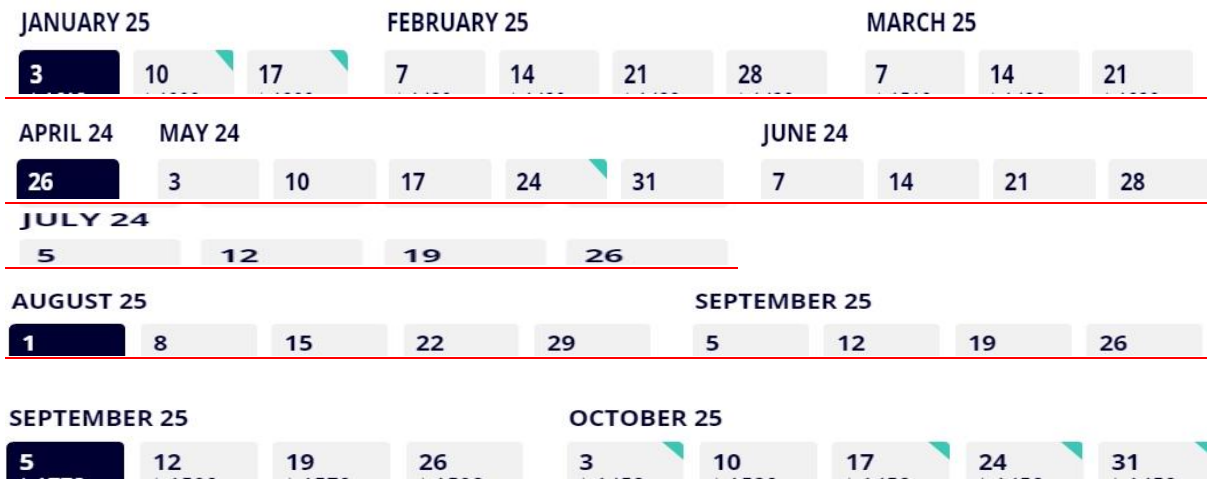 JANUARY 25 FEBRUARY 25 MARCH 25
3 10 17 7 14 21 28 7 14 21
APRIL 24 MAY 24 JUNE 24
26 3 10 17 24 31 7 14 21 28
JULY 24
5 12 19 26
AUGUST 25 SEPTEMBER 25
1 8 15 22 29 5 12 19 26
SEPTEMBER 25 OCTOBER 25
5 12 19 26 3 10 17 24 31